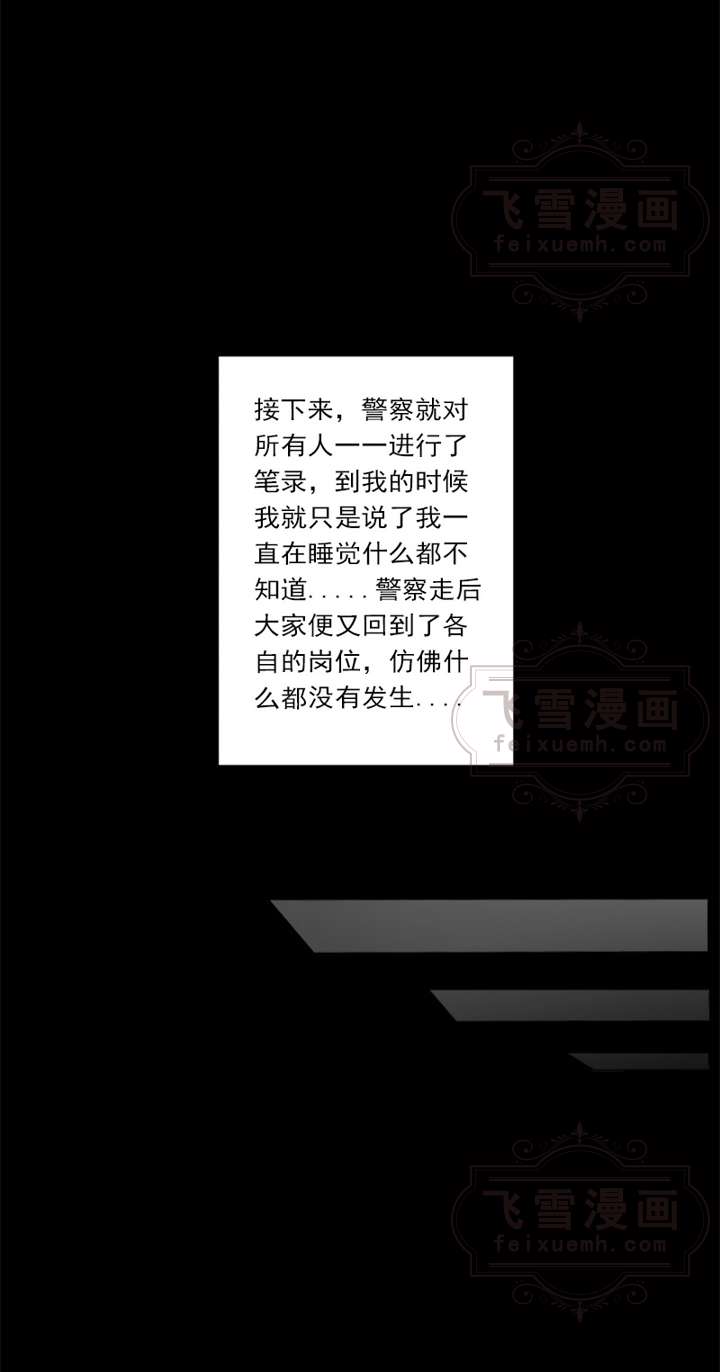 飞雪漫画
feixuemh.com
接下来，警察就对
所有人一一进行了
笔录，到我的时候
我就只是说了我一
直在睡觉什么都不
知道.....警察走后
大家便又回到了各
自的岗位，仿佛什
么都没有发生....
飞雪漫画
feixuemh.com
飞雪漫画
feixuemh.com